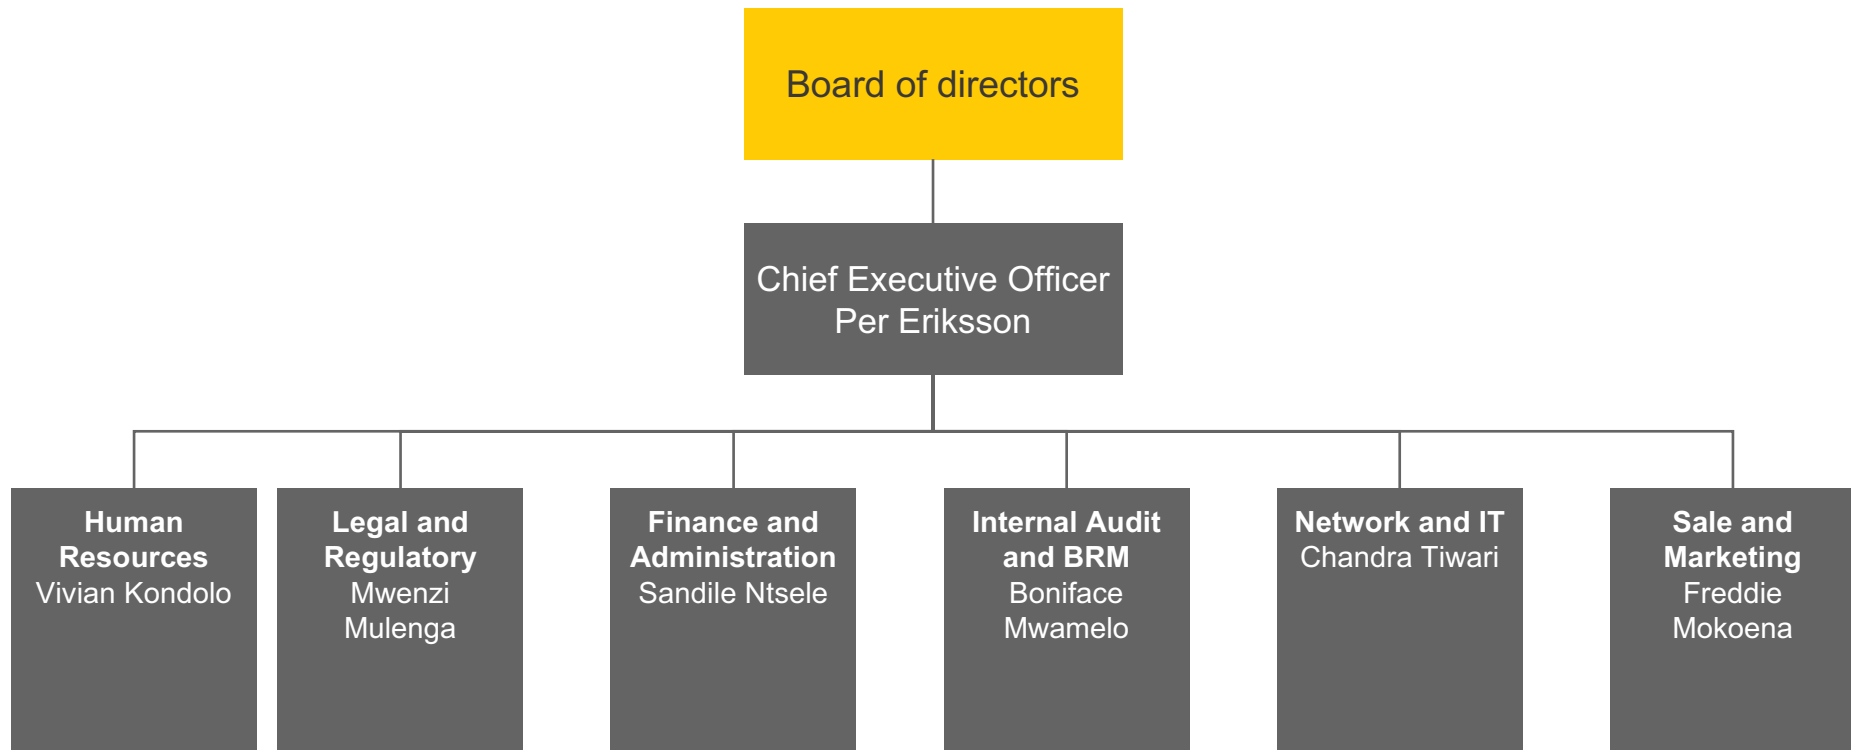 Board of directors
Chief Executive Officer
Per Eriksson
Human
Resources
Vivian Kondolo
Legal and
Regulatory
Mwenzi
Mulenga
Finance and
Administration
Sandile Ntsele
Internal Audit
and BRM
Boniface
Mwamelo
Network and IT
Chandra Tiwari
Sale and
Marketing
Freddie
Mokoena